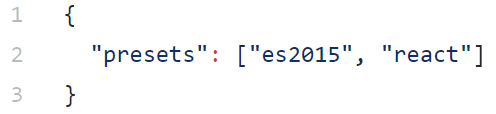 1 {
2 "presets": ["es2015", "react"]
3 }